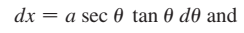 dx = a sec θ tan θ dθ and